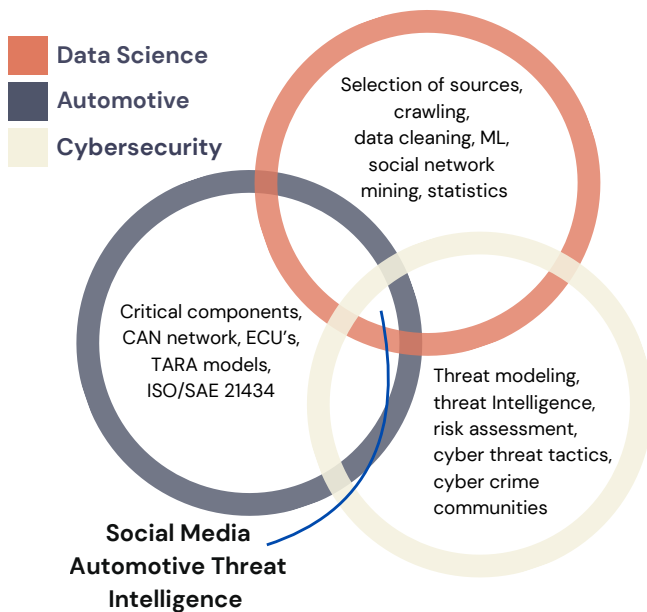 Data Science
Automotive
Cybersecurity
Selection of sources,
crawling,
data cleaning, ML,
social network
mining, statistics
Critical components,
CAN network, ECU's,
TARA models,
ISO/SAE 21434
Threat modeling,
threat Intelligence,
risk assessment,
cyber threat tactics,
cyber crime
communities
Social Media
Automotive Threat
Intelligence